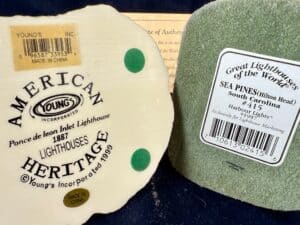 YOUNG'S INC.
MADE IN CHINA
AMERICAN
YOUNG'S
INCORPORATED
Ponce de leon Inlet Lighthouse
1887
LIGHTHOUSES
HERITAGE
©Young's Incorporated 1999
Great Lighthouses
of the World
SEA PINES (Hilton Head)
South Carolina
#415
Harbour Lights